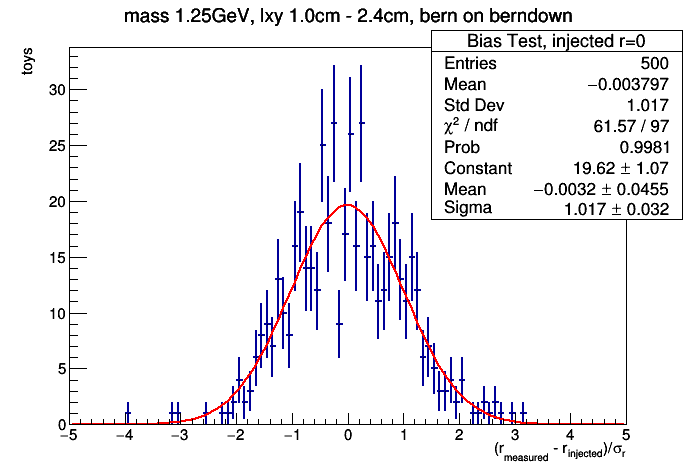 mass 1.25GeV, lxy 1.0cm - 2.4cm, bern on berndown
toys
Bias Test, injected r=0
Entries 500
Mean −0.003797
Std Dev 1.017
χ² / ndf 61.57 / 97
Prob 0.9981
Constant 19.62 ± 1.07
Mean −0.0032 ± 0.0455
Sigma 1.017 ± 0.032
30
25
20
15
10
5
0
−5 −4 −3 −2 −1 0 1 2 3 4 5
(r_measured - r_injected)/σ_r